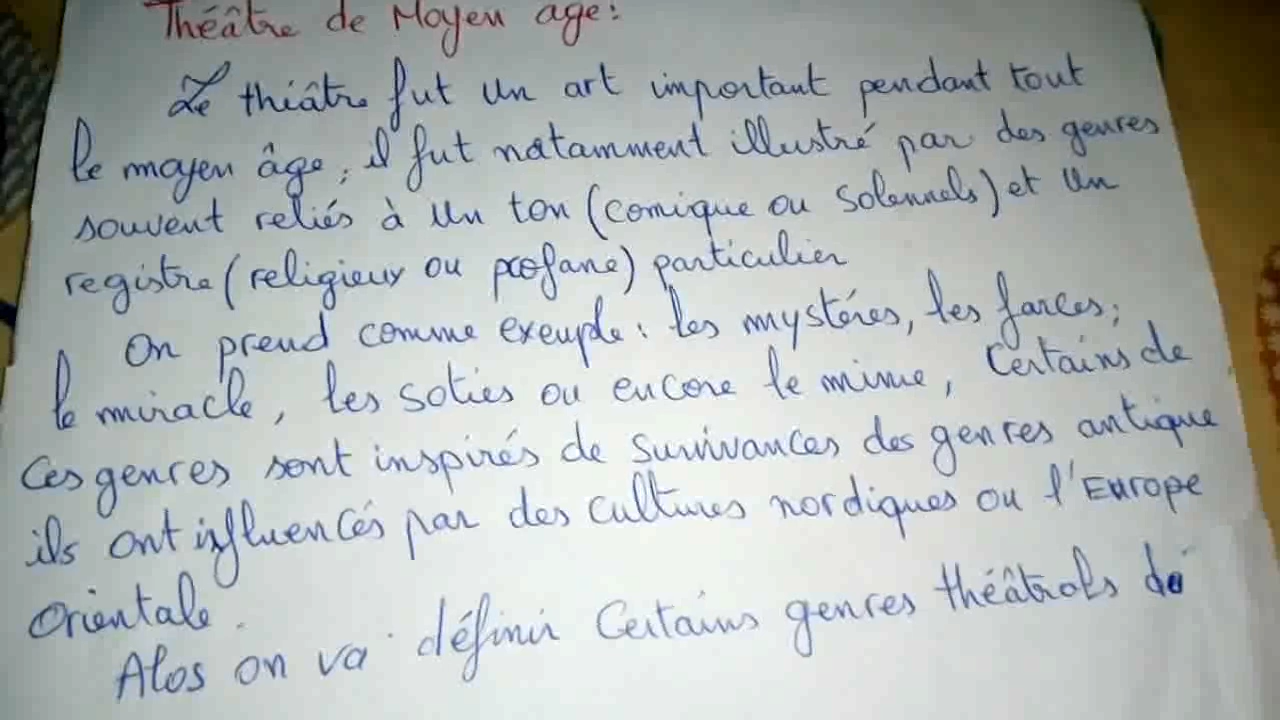 Théâtre de Moyen age:
Le théâtre fut un art important pendant tout
le moyen âge; il fut natamment illustré par des genres
souvent reliés à un ton (comique ou solennels) et un
registre (religieux ou profane) particulier
On prend comme exemple: les mystéres, les farces;
le miracle, les soties ou encore le mime, Certains de
Ces genres sont inspirés de survivances des genres antique
ils ont influencés par des cultures nordiques ou l'Europe
Orientale.
Alos on va définir Certains genres théâtrals de